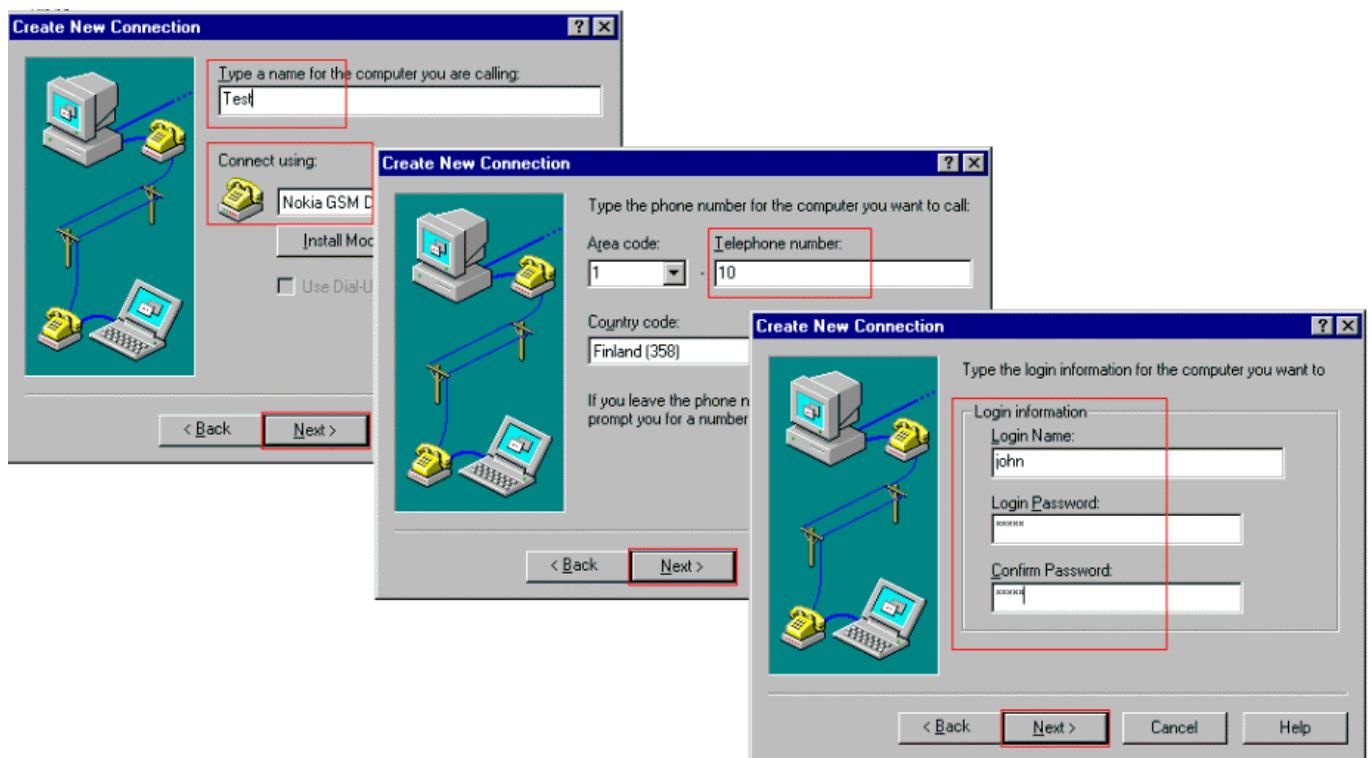 Create New Connection
Type a name for the computer you are calling:
Test
Connect using:
Nokia GSM D
Install Mod
Use Dial-U
< Back Next >
Create New Connection
Type the phone number for the computer you want to call:
Area code: Telephone number:
1 - 10
Country code:
Finland (358)
If you leave the phone n
prompt you for a number
< Back Next >
Create New Connection
Type the login information for the computer you want to
Login information
Login Name:
john
Login Password:
*****
Confirm Password:
*****
< Back Next > Cancel Help